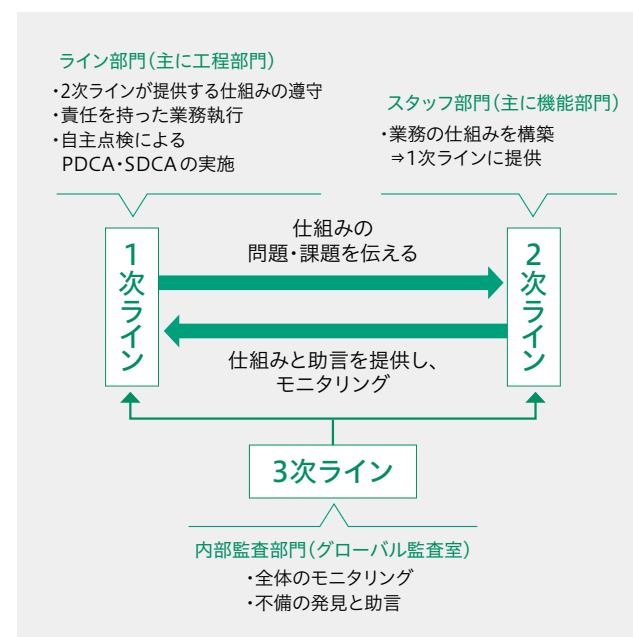 ライン部門(主に工程部門)
・2次ラインが提供する仕組みの遵守
・責任を持った業務執行
・自主点検による
PDCA・SDCAの実施
スタッフ部門(主に機能部門)
・業務の仕組みを構築
⇒1次ラインに提供
1次ライン
仕組みの
問題・課題を伝える
仕組みと助言を提供し、
モニタリング
2次ライン
3次ライン
内部監査部門(グローバル監査室)
・全体のモニタリング
・不備の発見と助言